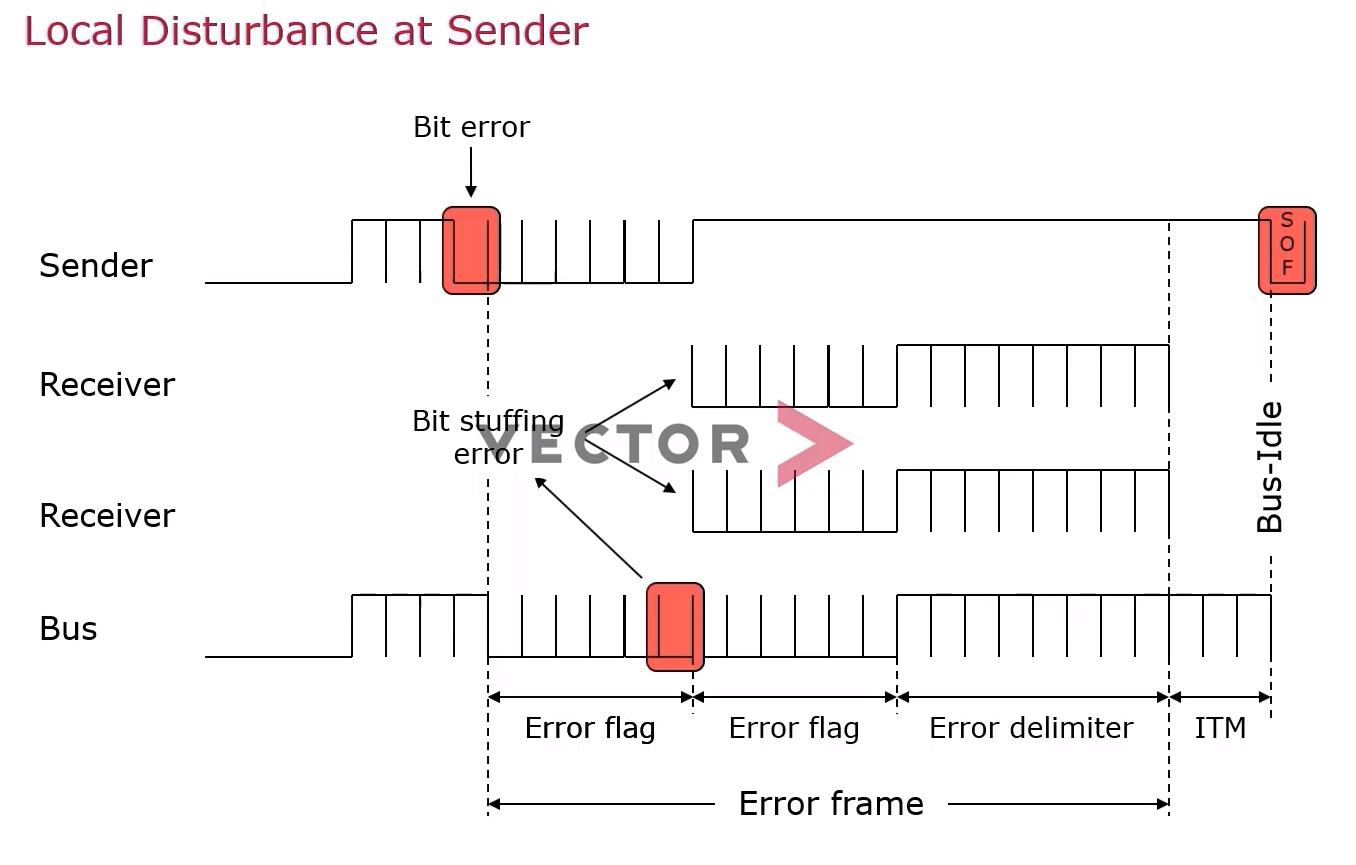 Local Disturbance at Sender
Bit error
Sender
S
O
F
Receiver
Bit stuffing
error
VECTOR
Receiver
Bus-Idle
Bus
Error flag
Error flag
Error delimiter
ITM
Error frame